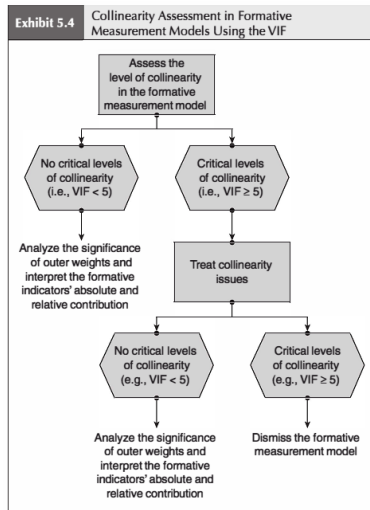 Exhibit 5.4
Collinearity Assessment in Formative
Measurement Models Using the VIF
Assess the
level of collinearity
in the formative
measurement model
No critical levels
of collinearity
(i.e., VIF < 5)
Critical levels
of collinearity
(i.e., VIF ≥ 5)
Analyze the significance
of outer weights and
interpret the formative
indicators' absolute and
relative contribution
Treat collinearity
issues
No critical levels
of collinearity
(e.g., VIF < 5)
Critical levels
of collinearity
(e.g., VIF ≥ 5)
Analyze the significance
of outer weights and
interpret the formative
indicators' absolute and
relative contribution
Dismiss the formative
measurement model